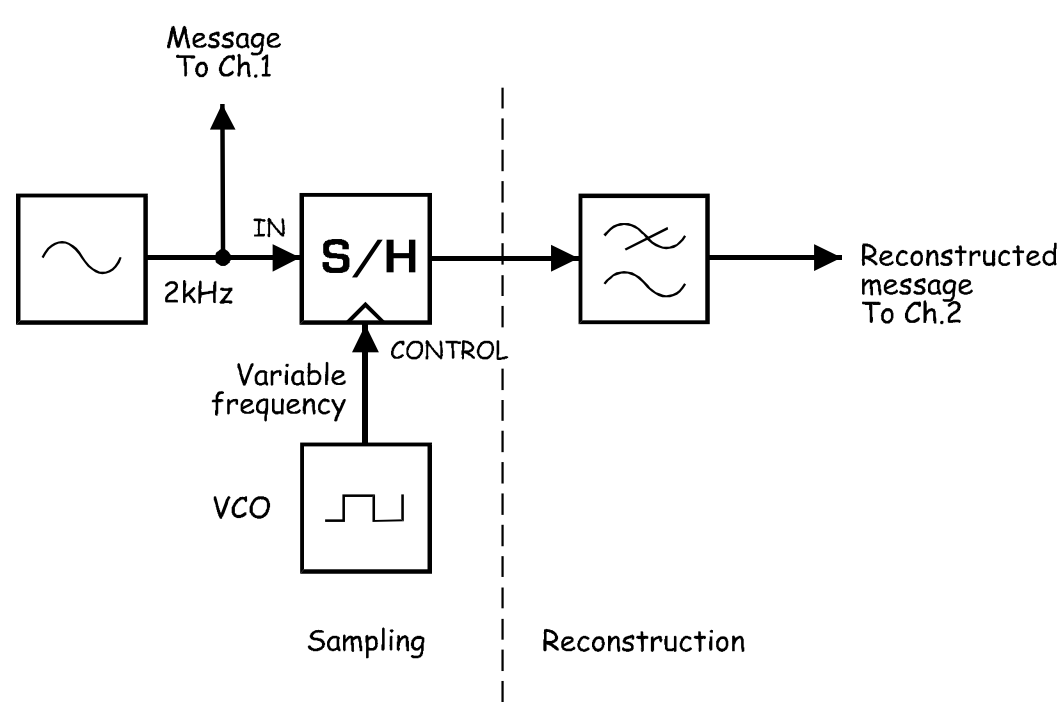 Message
To Ch.1
IN
S/H
2kHz
Reconstructed
message
To Ch.2
CONTROL
Variable
frequency
VCO
Sampling
Reconstruction